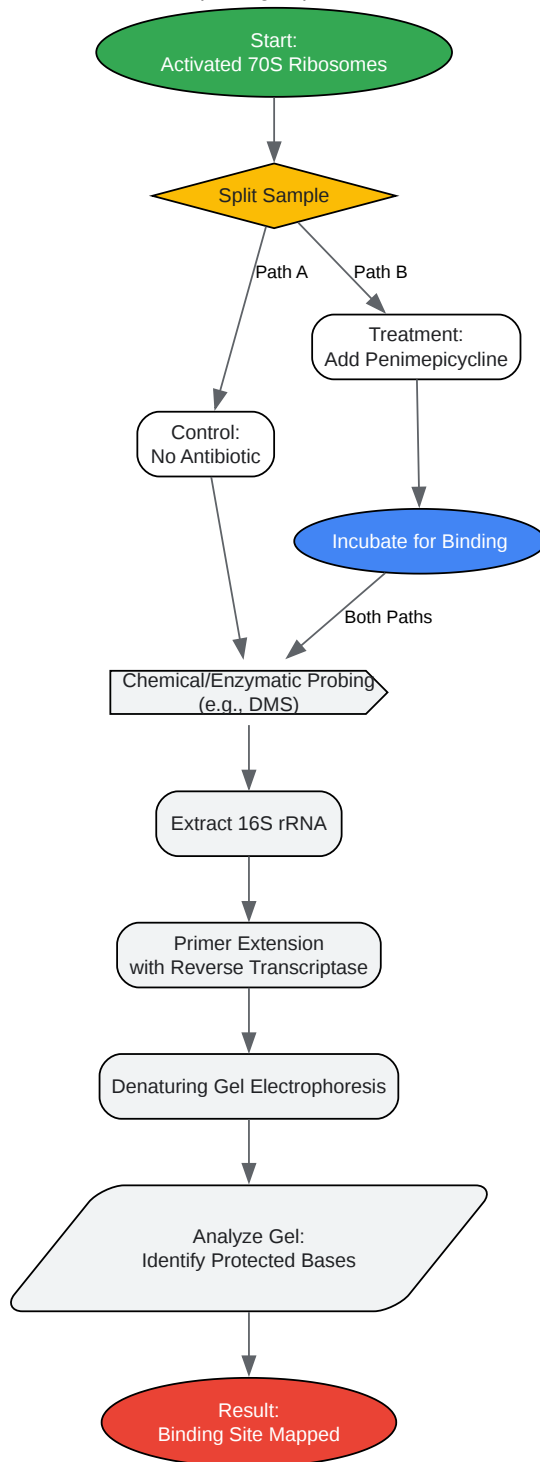 Start:
Activated 70S Ribosomes
Split Sample
Path A
Path B
Treatment:
Add Penimepicycline
Control:
No Antibiotic
Incubate for Binding
Both Paths
Chemical/Enzymatic Probing
(e.g., DMS)
Extract 16S rRNA
Primer Extension
with Reverse Transcriptase
Denaturing Gel Electrophoresis
Analyze Gel:
Identify Protected Bases
Result:
Binding Site Mapped